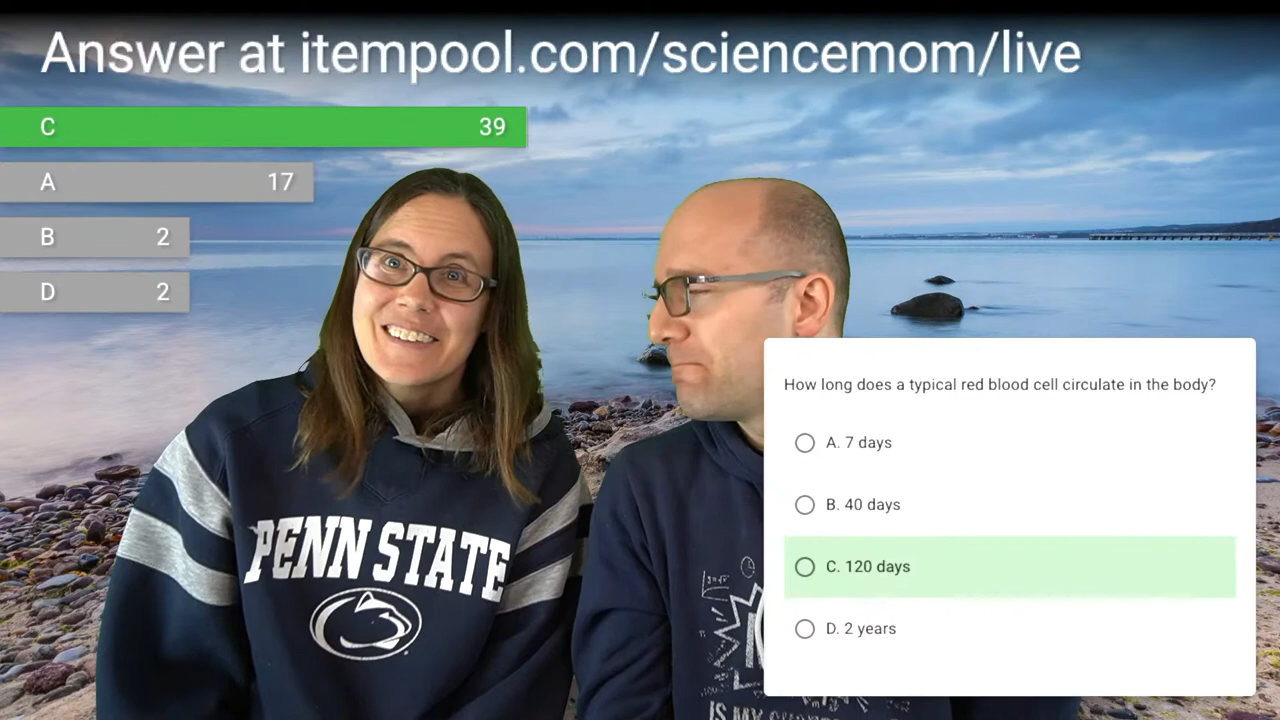 Answer at itempool.com/sciencemom/live
C 39
A 17
B 2
D 2
PENN STATE
How long does a typical red blood cell circulate in the body?
A. 7 days
B. 40 days
C. 120 days
D. 2 years
IS MY